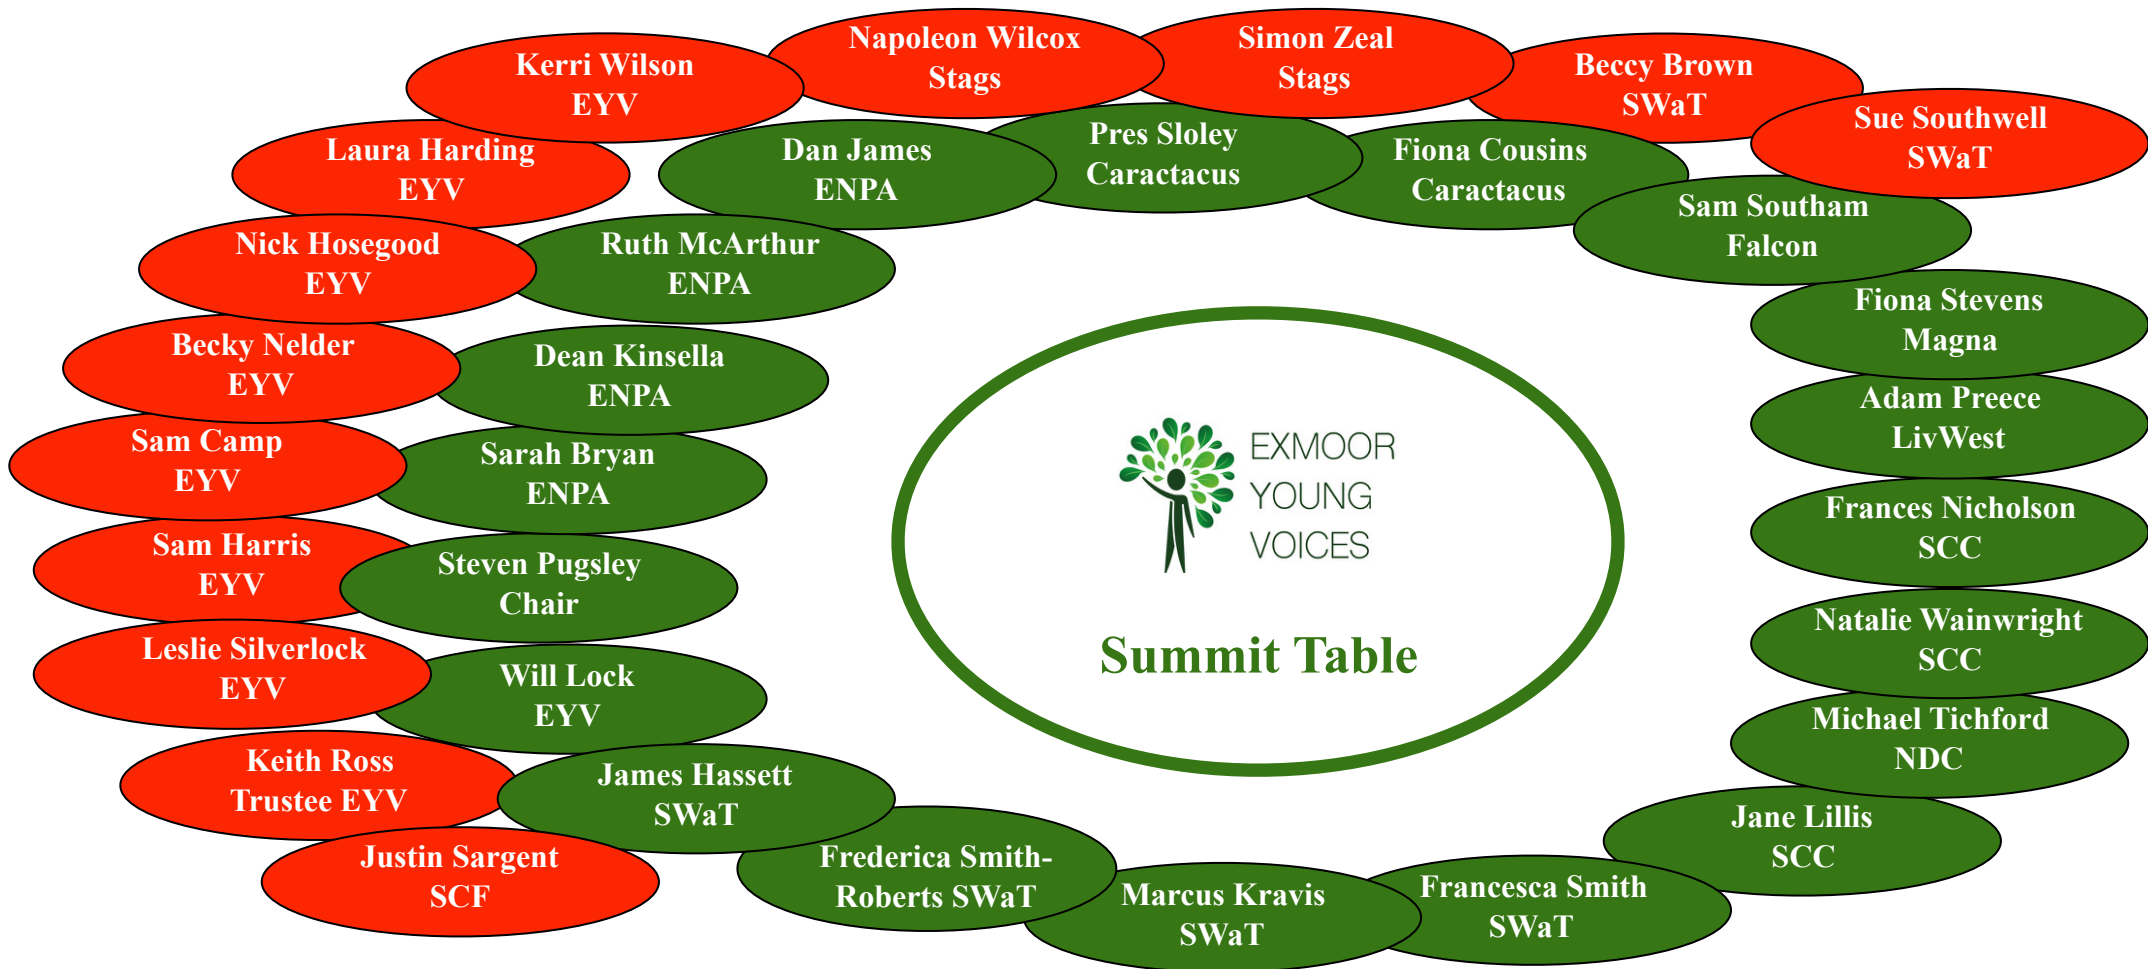 Napoleon Wilcox
Stags
Simon Zeal
Stags
Kerri Wilson
EYV
Beccy Brown
SWaT
Sue Southwell
SWaT
Laura Harding
EYV
Dan James
ENPA
Pres Sloley
Caractacus
Fiona Cousins
Caractacus
Sam Southam
Falcon
Nick Hosegood
EYV
Ruth McArthur
ENPA
Fiona Stevens
Magna
Becky Nelder
EYV
Dean Kinsella
ENPA
Adam Preece
LivWest
Sam Camp
EYV
Sarah Bryan
ENPA
EXMOOR
YOUNG
VOICES
Frances Nicholson
SCC
Sam Harris
EYV
Steven Pugsley
Chair
Natalie Wainwright
SCC
Leslie Silverlock
EYV
Will Lock
EYV
Summit Table
Michael Tichford
NDC
Keith Ross
Trustee EYV
James Hassett
SWaT
Jane Lillis
SCC
Justin Sargent
SCF
Frederica Smith-
Roberts SWaT
Marcus Kravis
SWaT
Francesca Smith
SWaT